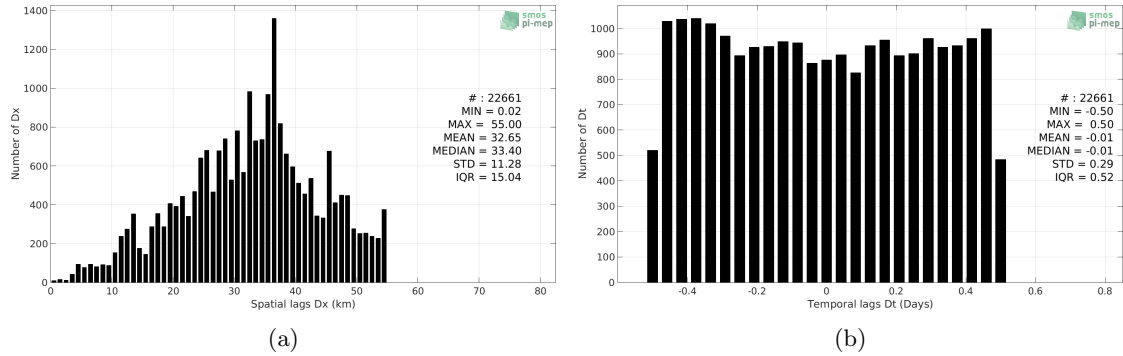 smos
pi-mep
1400
1200
1000
800
600
400
200
0
Number of Dx
# : 22661
MIN = 0.02
MAX = 55.00
MEAN = 32.65
MEDIAN = 33.40
STD = 11.28
IQR = 15.04
0 10 20 30 40 50 60 70 80
Spatial lags Dx (km)
(a)
smos
pi-mep
1000
900
800
700
600
500
400
300
200
100
0
Number of Dt
# : 22661
MIN = -0.50
MAX = 0.50
MEAN = -0.01
MEDIAN = -0.01
STD = 0.29
IQR = 0.52
-0.4 -0.2 0 0.2 0.4 0.6 0.8
Temporal lags Dt (Days)
(b)